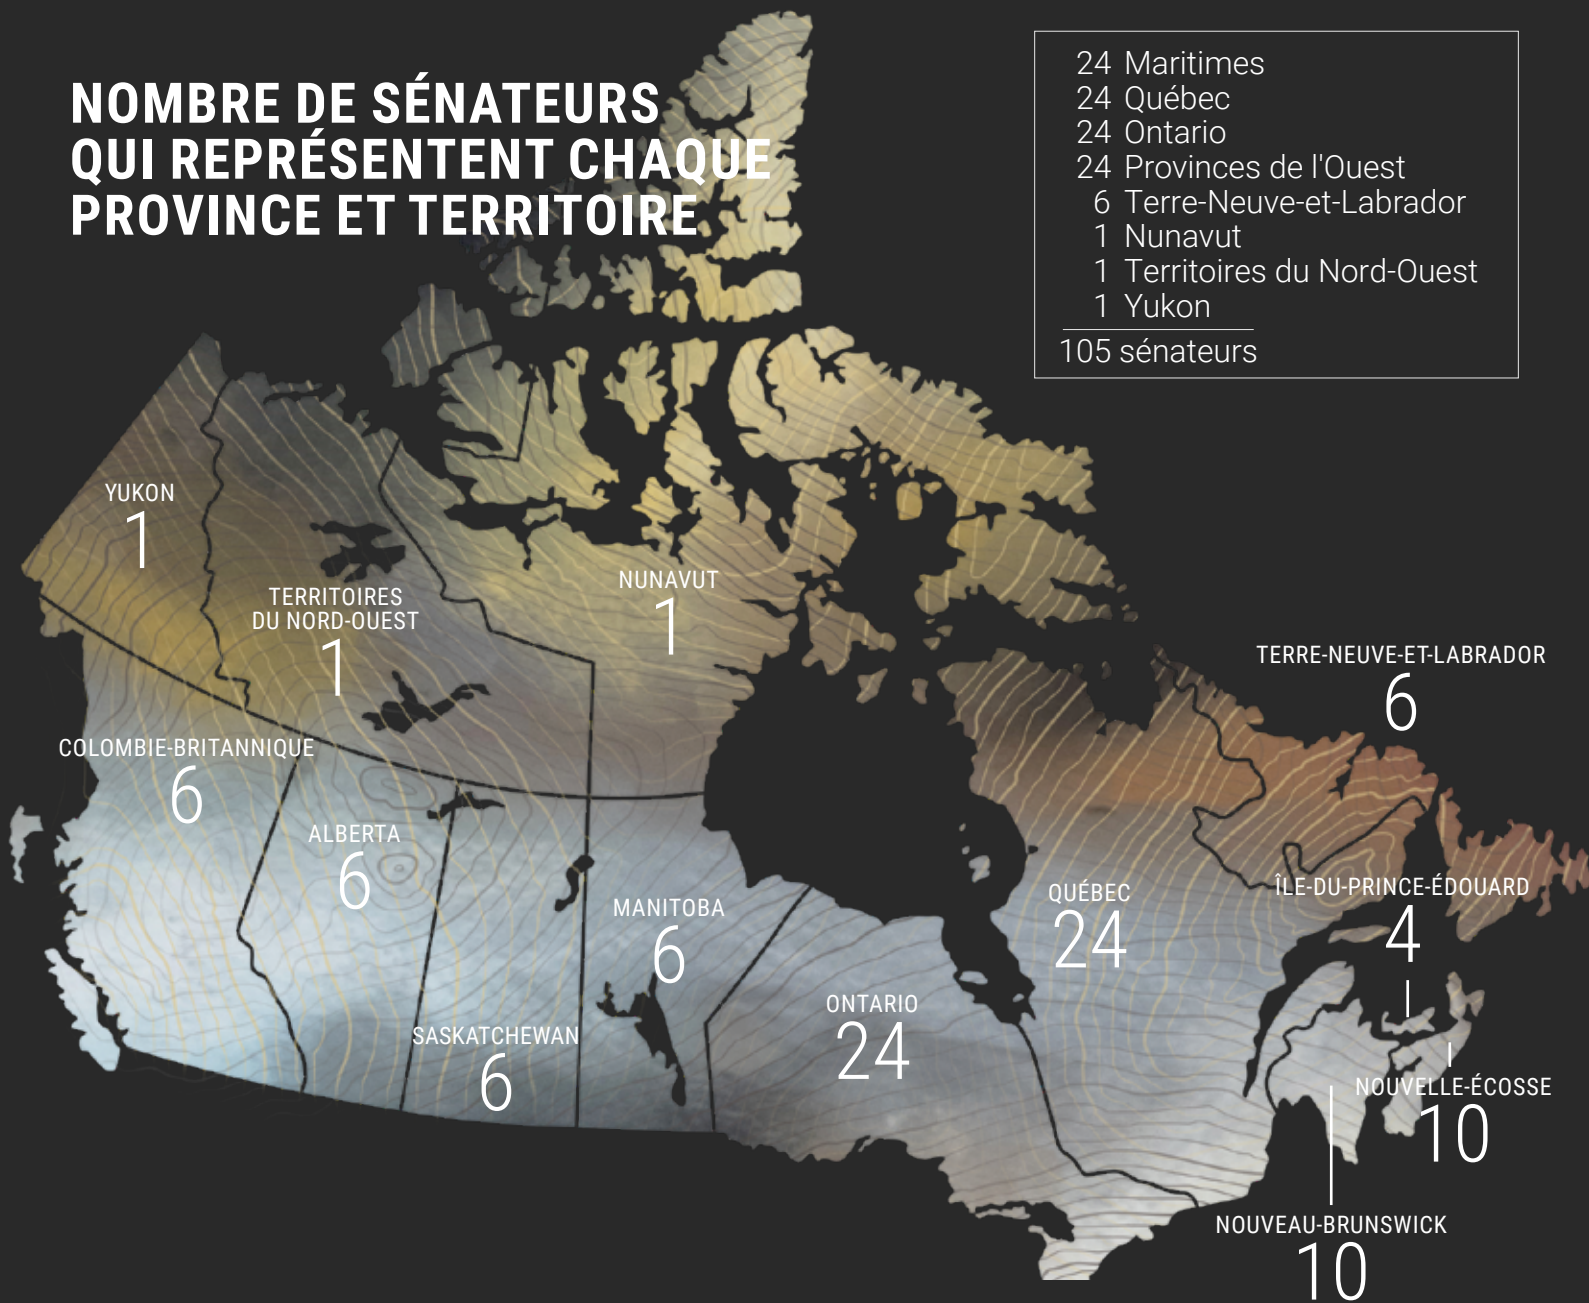 NOMBRE DE SÉNATEURS
QUI REPRÉSENTENT CHAQUE
PROVINCE ET TERRITOIRE
24 Maritimes
24 Québec
24 Ontario
24 Provinces de l'Ouest
6 Terre-Neuve-et-Labrador
1 Nunavut
1 Territoires du Nord-Ouest
1 Yukon
105 sénateurs
YUKON
1
TERRITOIRES
DU NORD-OUEST
1
NUNAVUT
1
TERRE-NEUVE-ET-LABRADOR
6
COLOMBIE-BRITANNIQUE
6
ALBERTA
6
SASKATCHEWAN
6
MANITOBA
6
ONTARIO
24
QUÉBEC
24
ÎLE-DU-PRINCE-ÉDOUARD
4
NOUVELLE-ÉCOSSE
10
NOUVEAU-BRUNSWICK
10